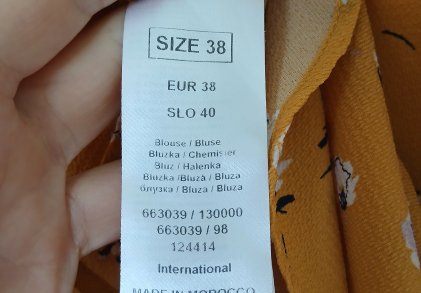 SIZE 38
EUR 38
SLO 40
Blouse / Bluse
Bluzka / Chemisier
Bluz / Halenka
Bluzka /Bluză / Bluza
блузка / Bluza / Bluza
663039 / 130000
663039 / 98
124414
International
MADE IN MOROCCO